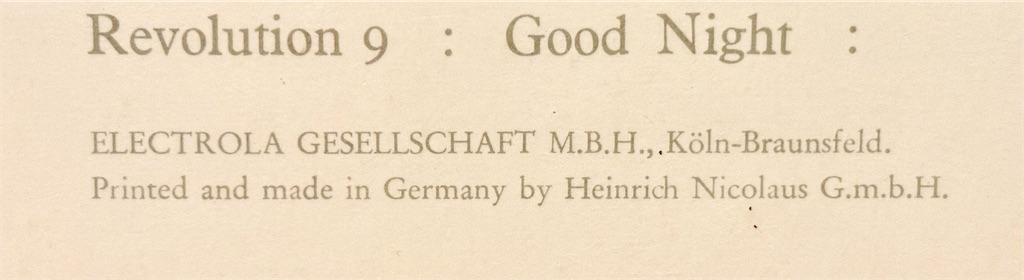 Revolution 9 : Good Night :
ELECTROLA GESELLSCHAFT M.B.H., Köln-Braunsfeld.
Printed and made in Germany by Heinrich Nicolaus G.m.b.H.